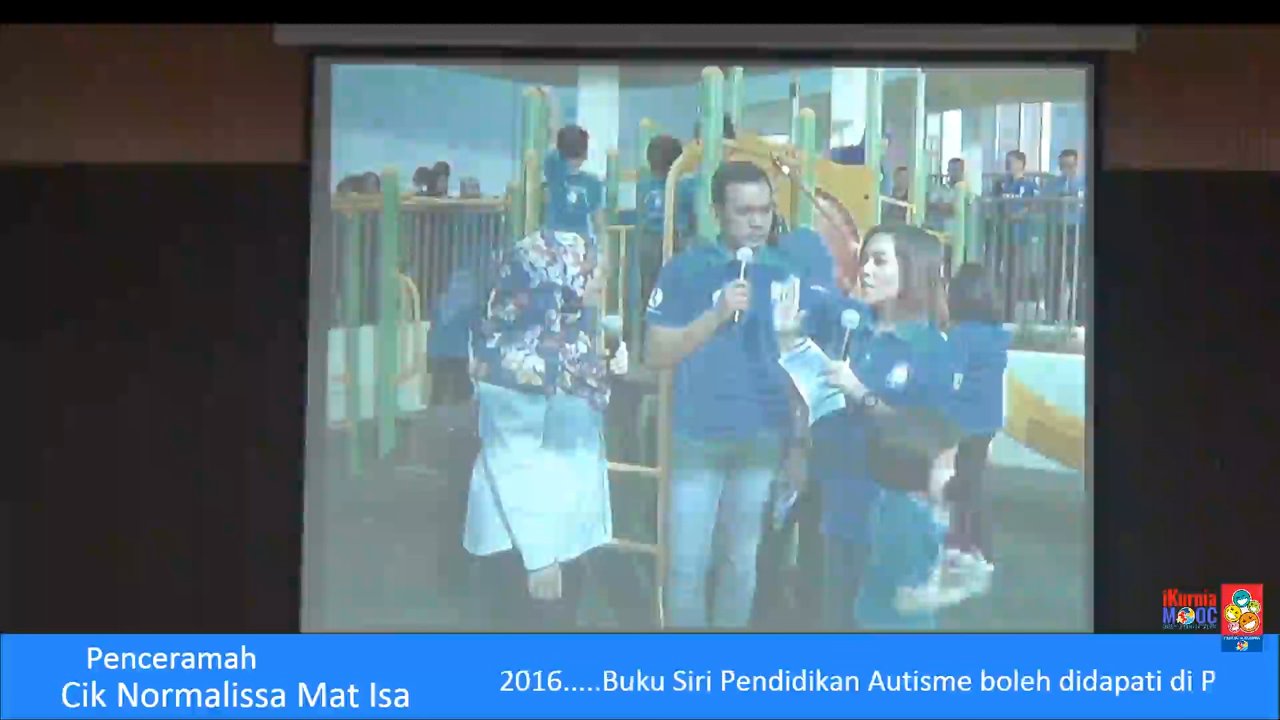 iKurnia
MOOC
Penceramah
Cik Normalissa Mat Isa
2016.....Buku Siri Pendidikan Autisme boleh didapati di P